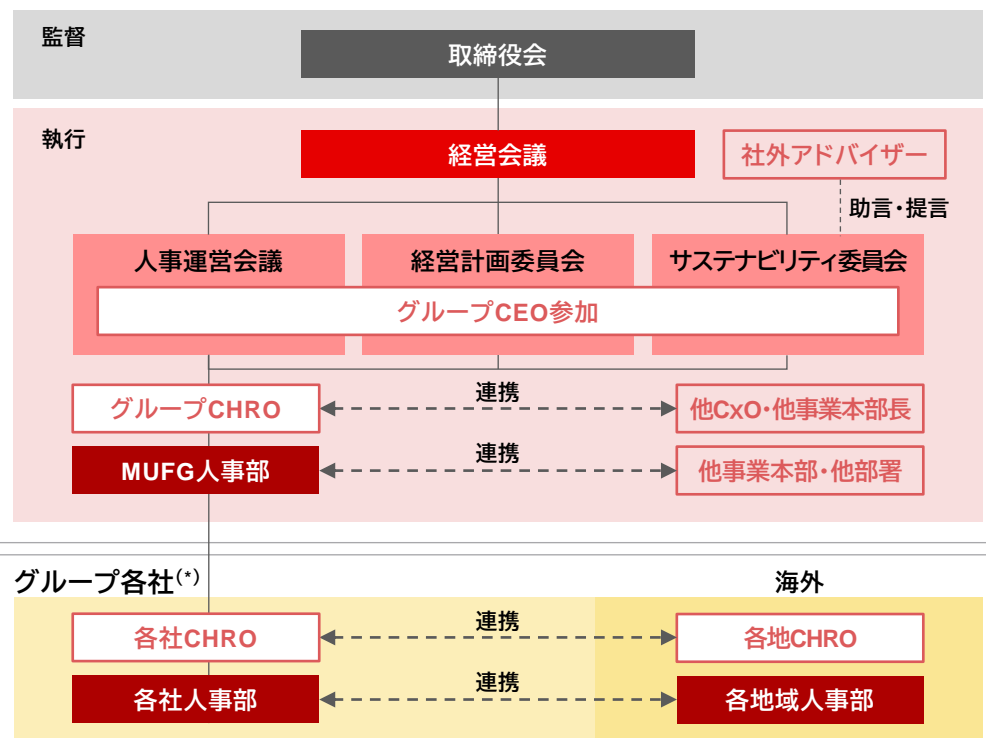 監督
取締役会
執行
経営会議
社外アドバイザー
助言・提言
人事運営会議
経営計画委員会
サステナビリティ委員会
グループCEO参加
グループCHRO
連携
他CxO・他事業本部長
MUFG人事部
連携
他事業本部・他部署
グループ各社(*)
海外
各社CHRO
連携
各地CHRO
各社人事部
連携
各地域人事部